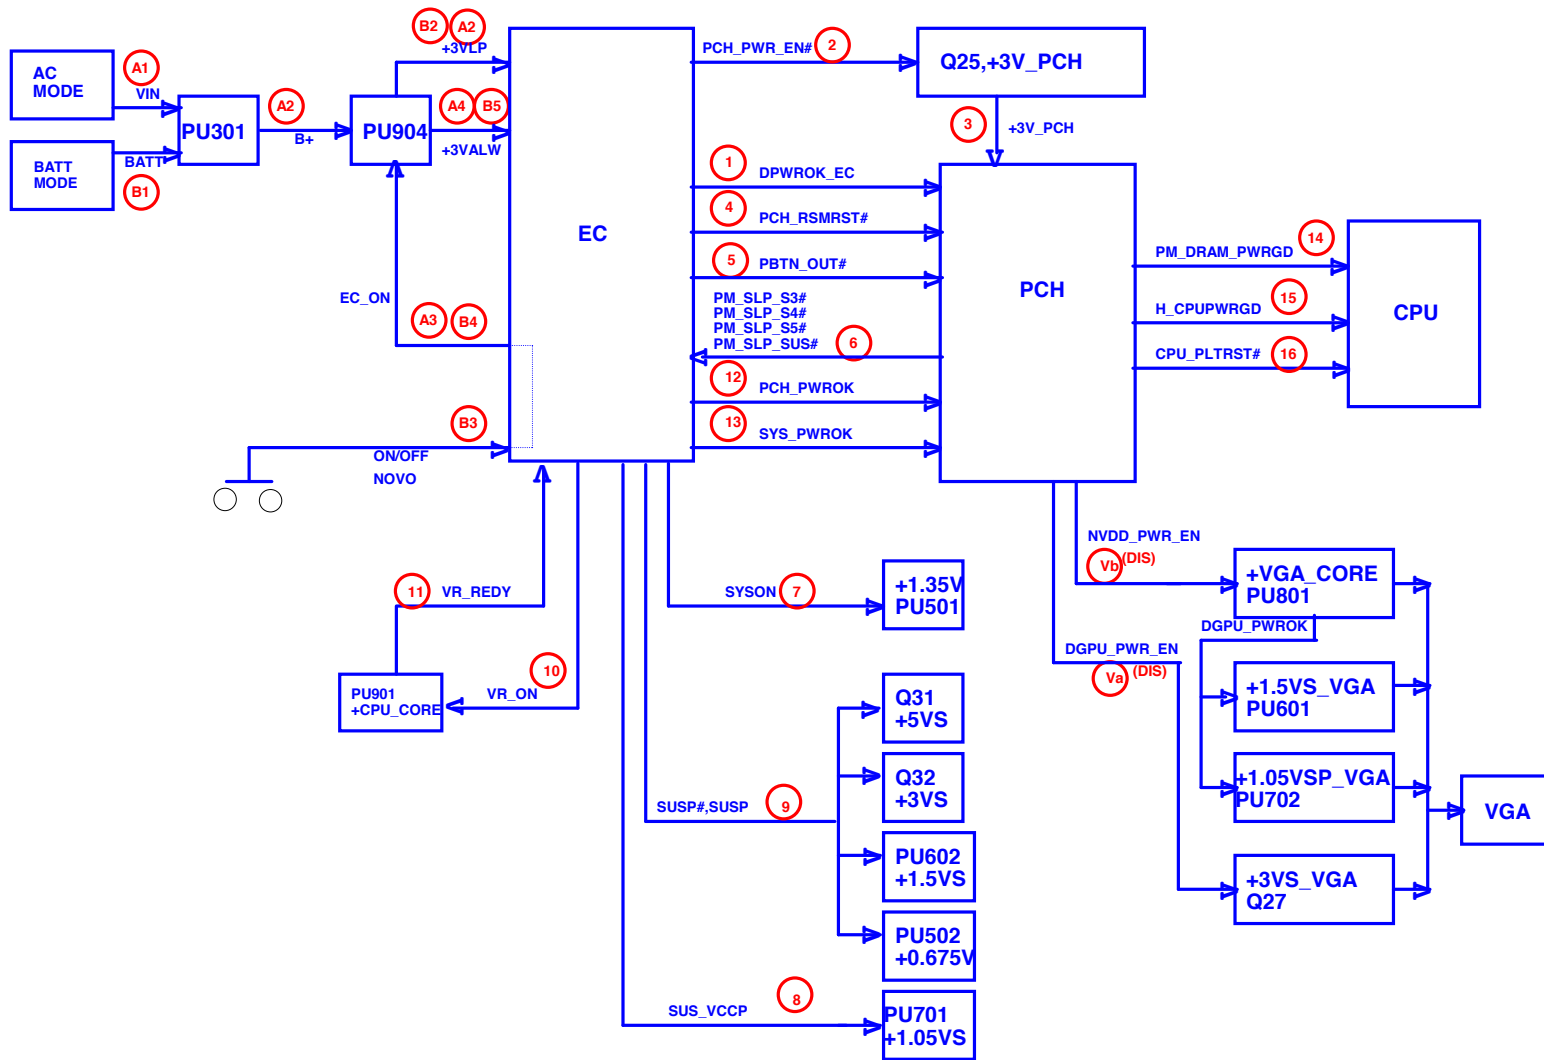 B2
A2
+3VLP
AC
MODE
A1
VIN
BATT
MODE
BATT
B1
PU301
A2
B+
PU904
A4
B5
+3VALW
EC_ON
A3
B4
B3
ON/OFF
NOVO
EC
PCH_PWR_EN#
2
Q25,+3V_PCH
3
+3V_PCH
1
DPWROK_EC
4
PCH_RSMRST#
5
PBTN_OUT#
PM_SLP_S3#
PM_SLP_S4#
PM_SLP_S5#
PM_SLP_SUS#
6
12
PCH_PWROK
13
SYS_PWROK
PCH
PM_DRAM_PWRGD
14
H_CPUPWRGD
15
CPU_PLTRST#
16
CPU
11
VR_REDY
PU901
+CPU_CORE
10
VR_ON
SYSON
7
+1.35V
PU501
SUSP#,SUSP
9
Q31
+5VS
Q32
+3VS
PU602
+1.5VS
PU502
+0.675V
SUS_VCCP
8
PU701
+1.05VS
NVDD_PWR_EN
Vb
(DIS)
DGPU_PWR_EN
Va
(DIS)
+VGA_CORE
PU801
DGPU_PWROK
+1.5VS_VGA
PU601
+1.05VSP_VGA
PU702
+3VS_VGA
Q27
VGA